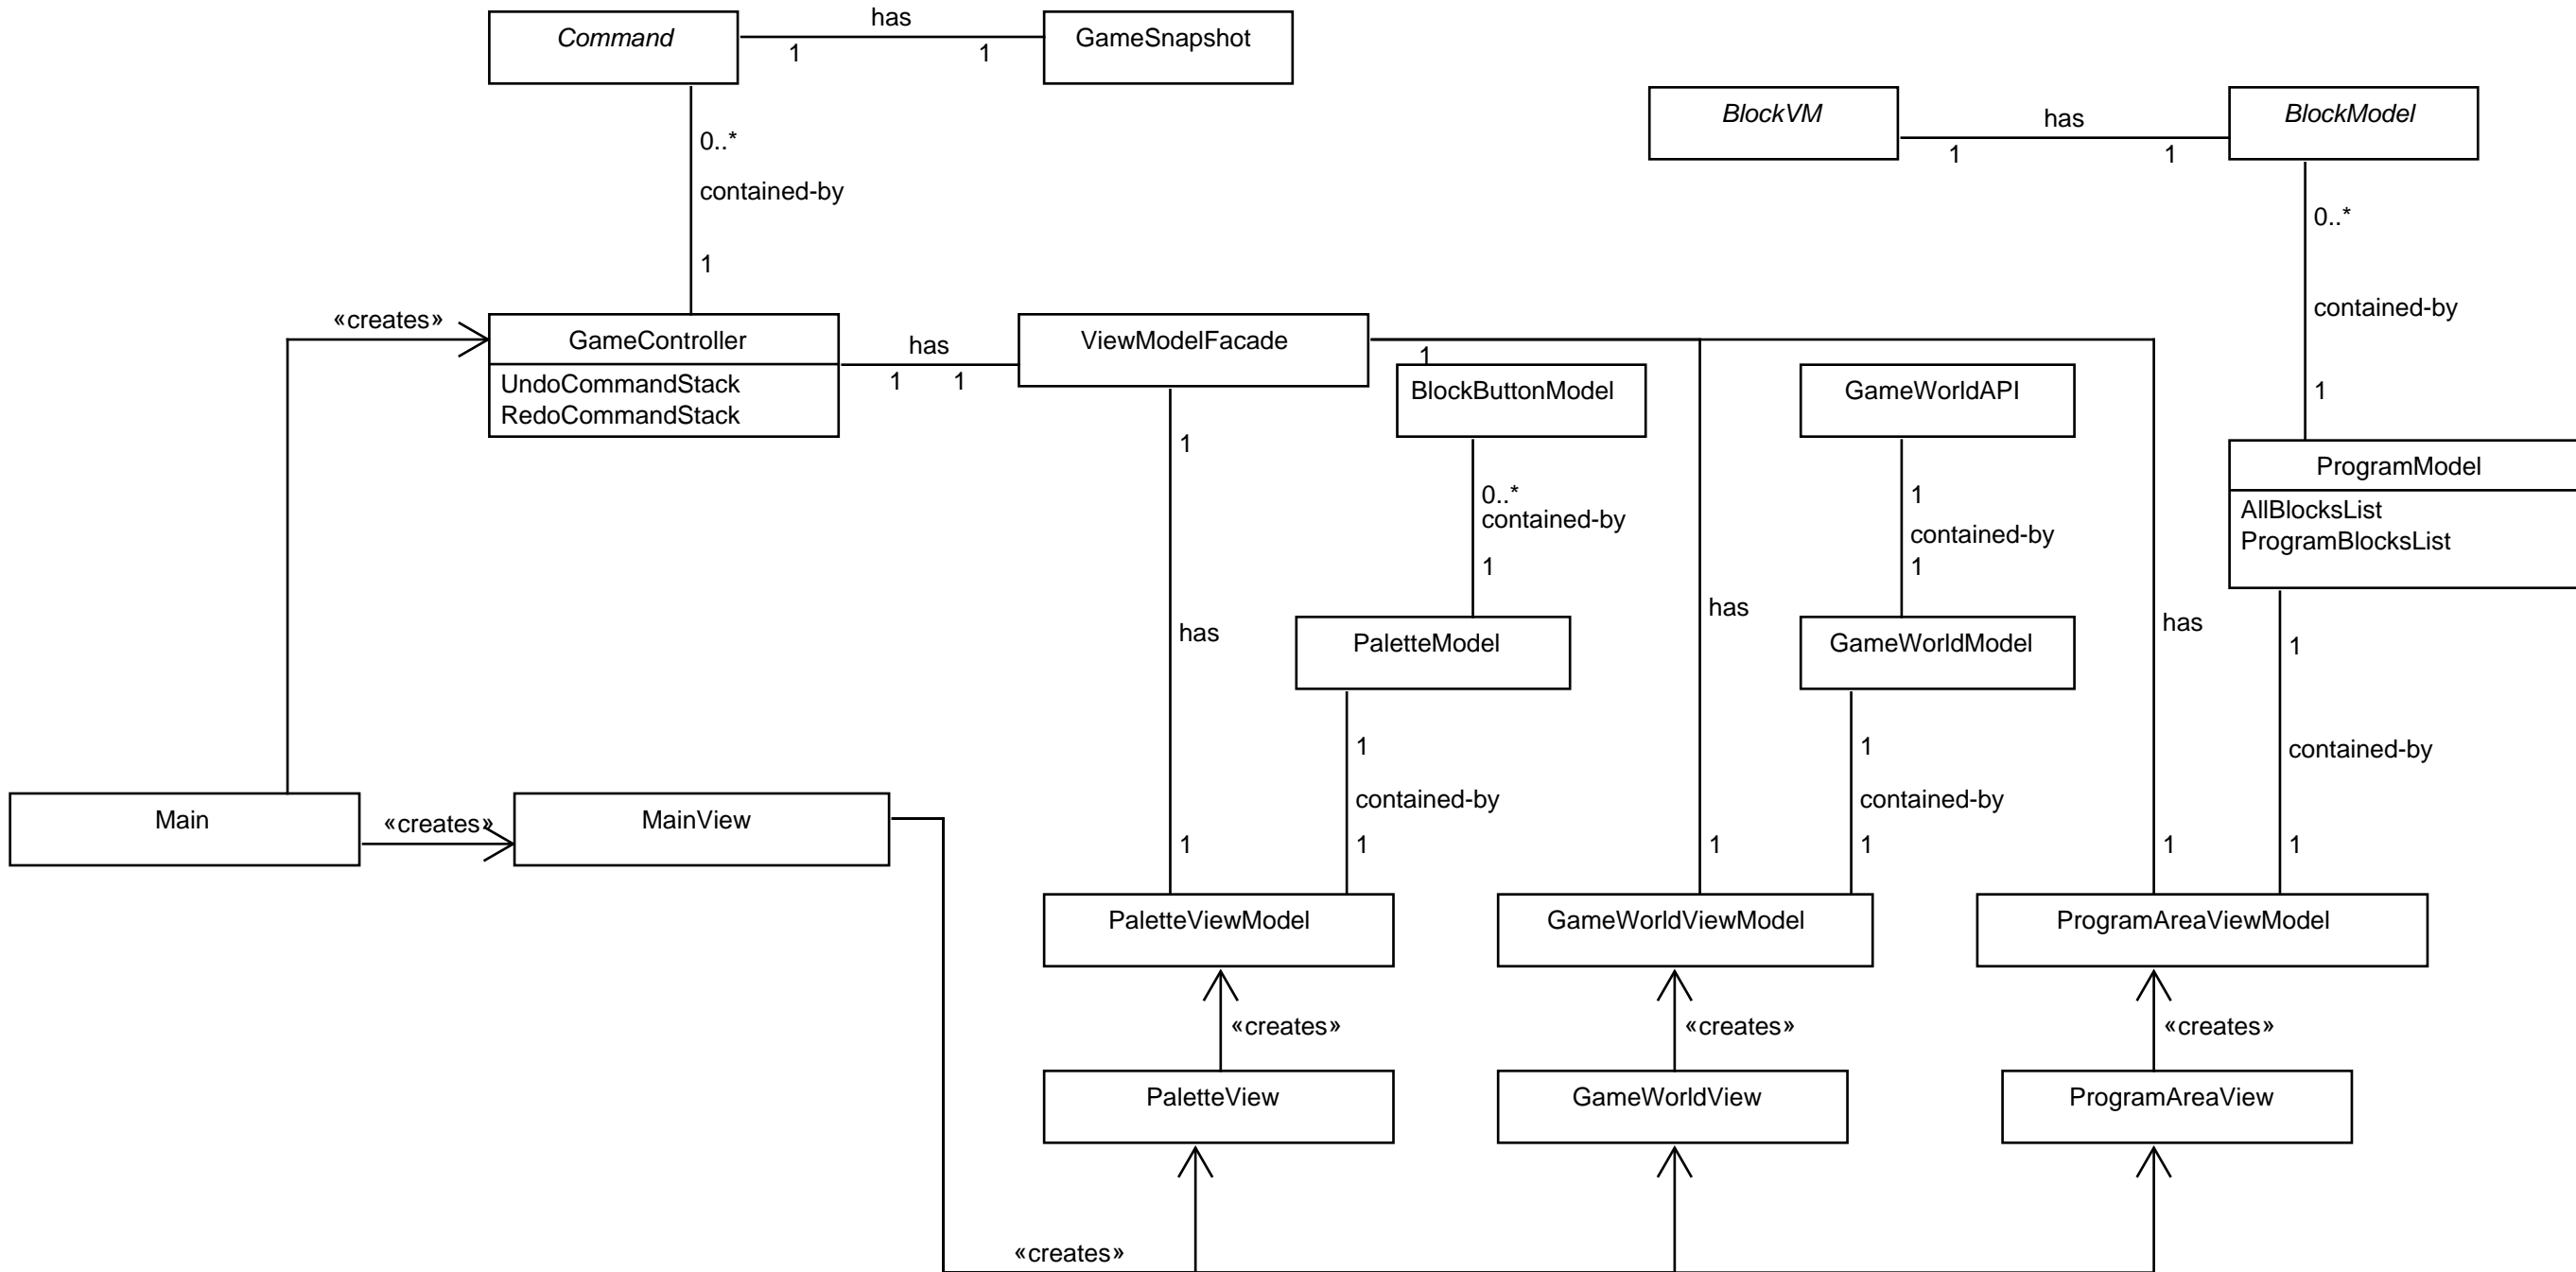 has
Command
1
1
GameSnapshot
BlockVM
has
BlockModel
1
1
0..*
contained-by
1
0..*
contained-by
1
«creates»
GameController
UndoCommandStack
RedoCommandStack
has
1
1
ViewModelFacade
1
1
BlockButtonModel
GameWorldAPI
0..*
contained-by
1
1
contained-by
1
ProgramModel
AllBlocksList
ProgramBlocksList
has
PaletteModel
has
GameWorldModel
has
1
1
contained-by
1
contained-by
1
contained-by
Main
«creates»
MainView
1
1
1
1
1
1
PaletteViewModel
GameWorldViewModel
ProgramAreaViewModel
«creates»
«creates»
«creates»
PaletteView
GameWorldView
ProgramAreaView
«creates»